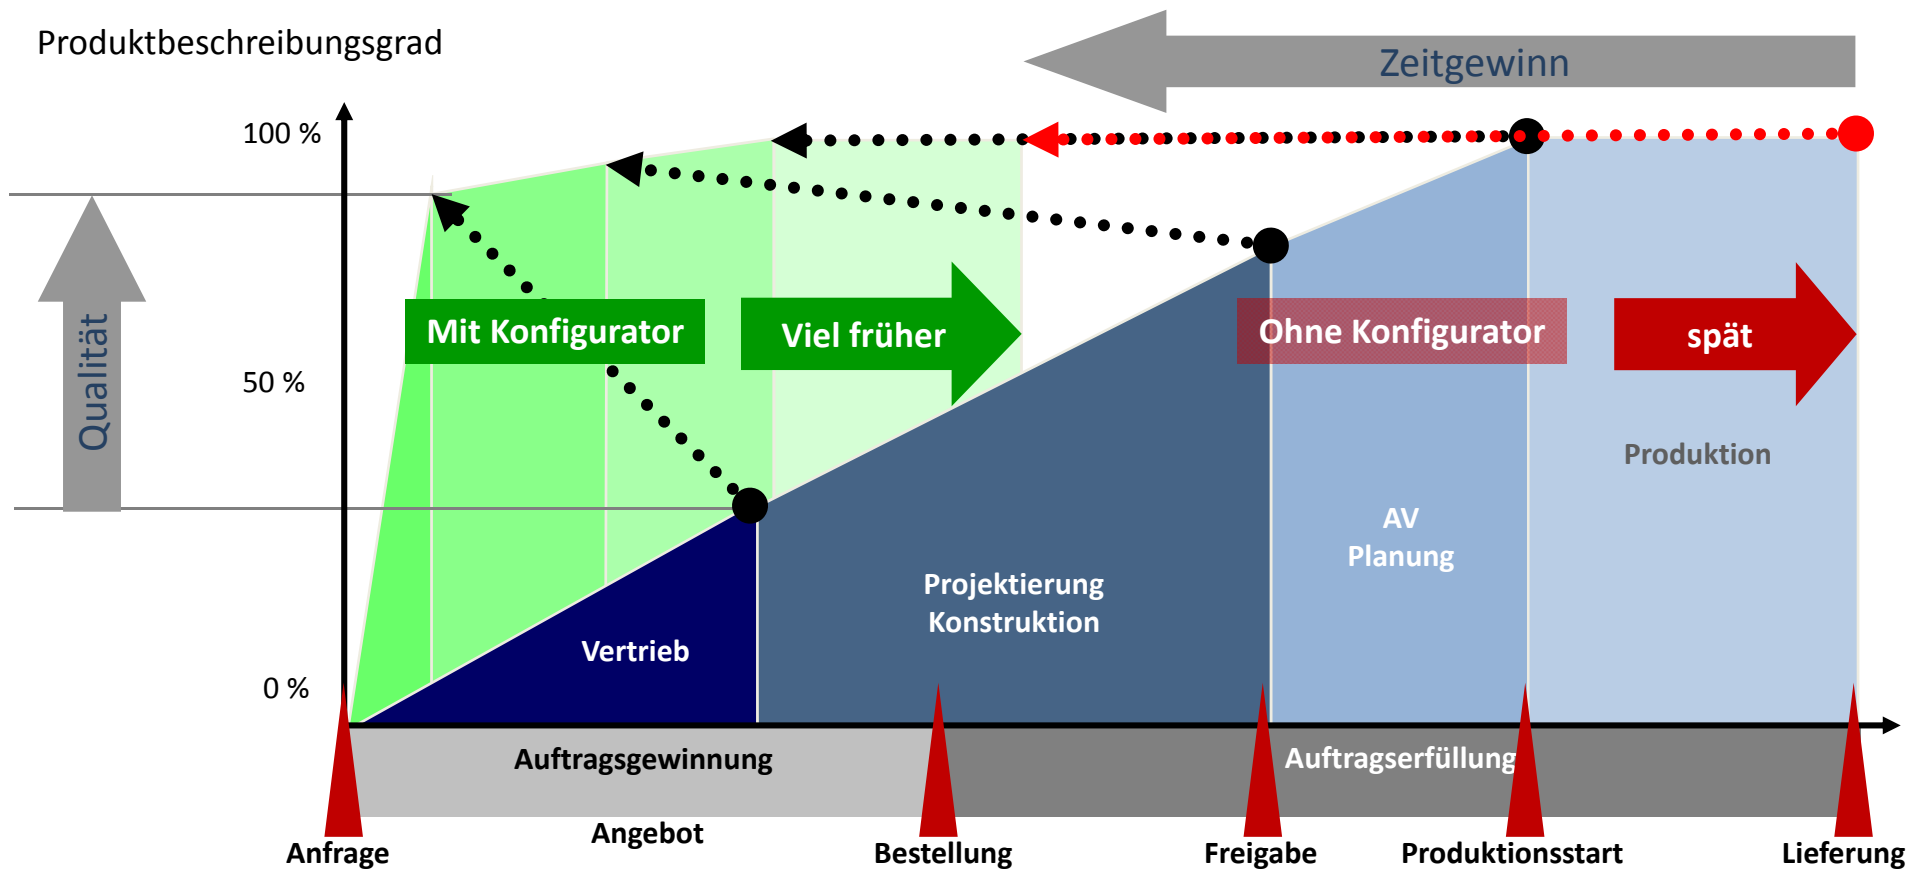 Produktbeschreibungsgrad
Zeitgewinn
100 %
Qualität
Mit Konfigurator
Viel früher
Ohne Konfigurator
spät
50 %
Produktion
AV
Planung
Projektierung
Konstruktion
Vertrieb
0 %
Auftragsgewinnung
Auftragserfüllung
Angebot
Anfrage
Bestellung
Freigabe
Produktionsstart
Lieferung